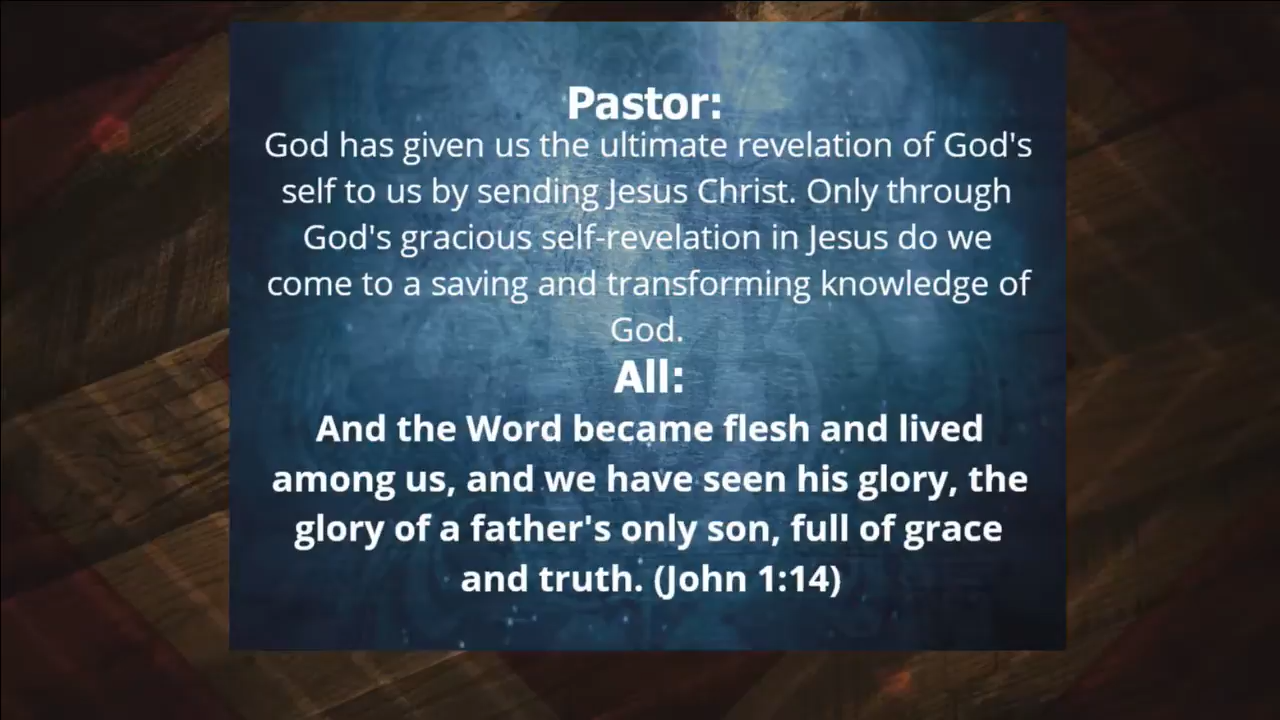 Pastor:
God has given us the ultimate revelation of God's
self to us by sending Jesus Christ. Only through
God's gracious self-revelation in Jesus do we
come to a saving and transforming knowledge of
God.
All:
And the Word became flesh and lived
among us, and we have seen his glory, the
glory of a father's only son, full of grace
and truth. (John 1:14)